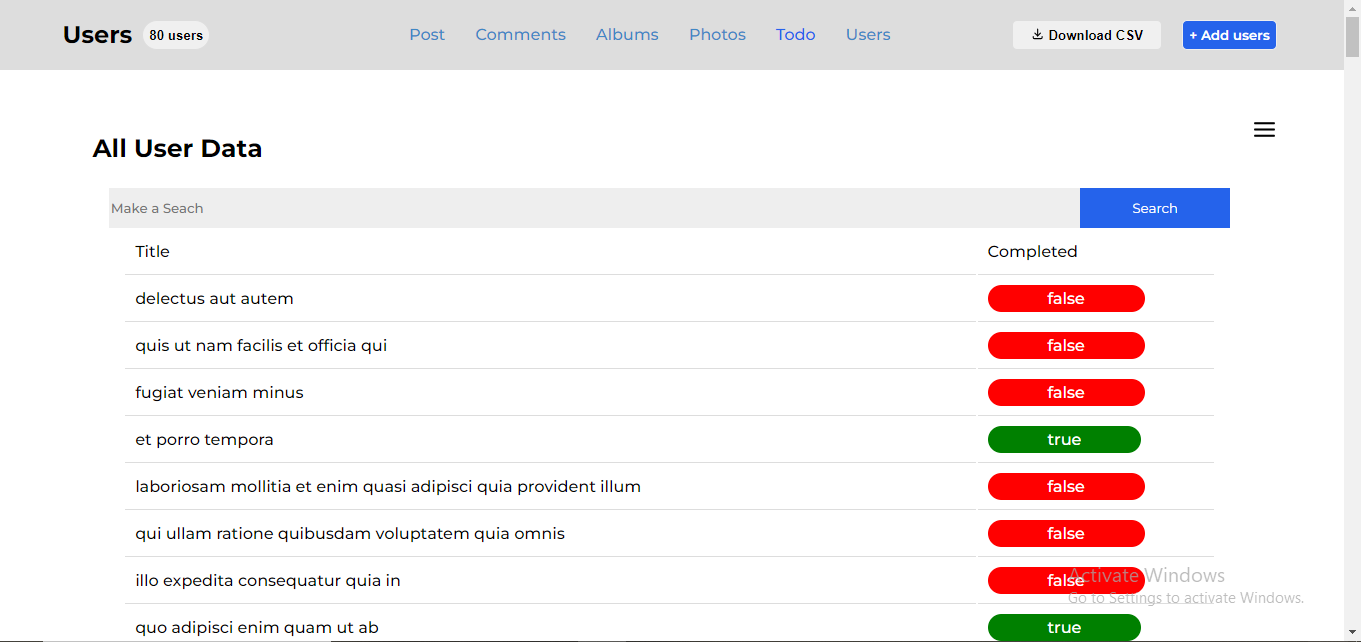 Users 80 users Post Comments Albums Photos Todo Users Download CSV + Add users
All User Data
Make a Seach Search
Title Completed
delectus aut autem false
quis ut nam facilis et officia qui false
fugiat veniam minus false
et porro tempora true
laboriosam mollitia et enim quasi adipisci quia provident illum false
qui ullam ratione quibusdam voluptatem quia omnis false
illo expedita consequatur quia in false
Activate Windows
Go to Settings to activate Windows.
quo adipisci enim quam ut ab true